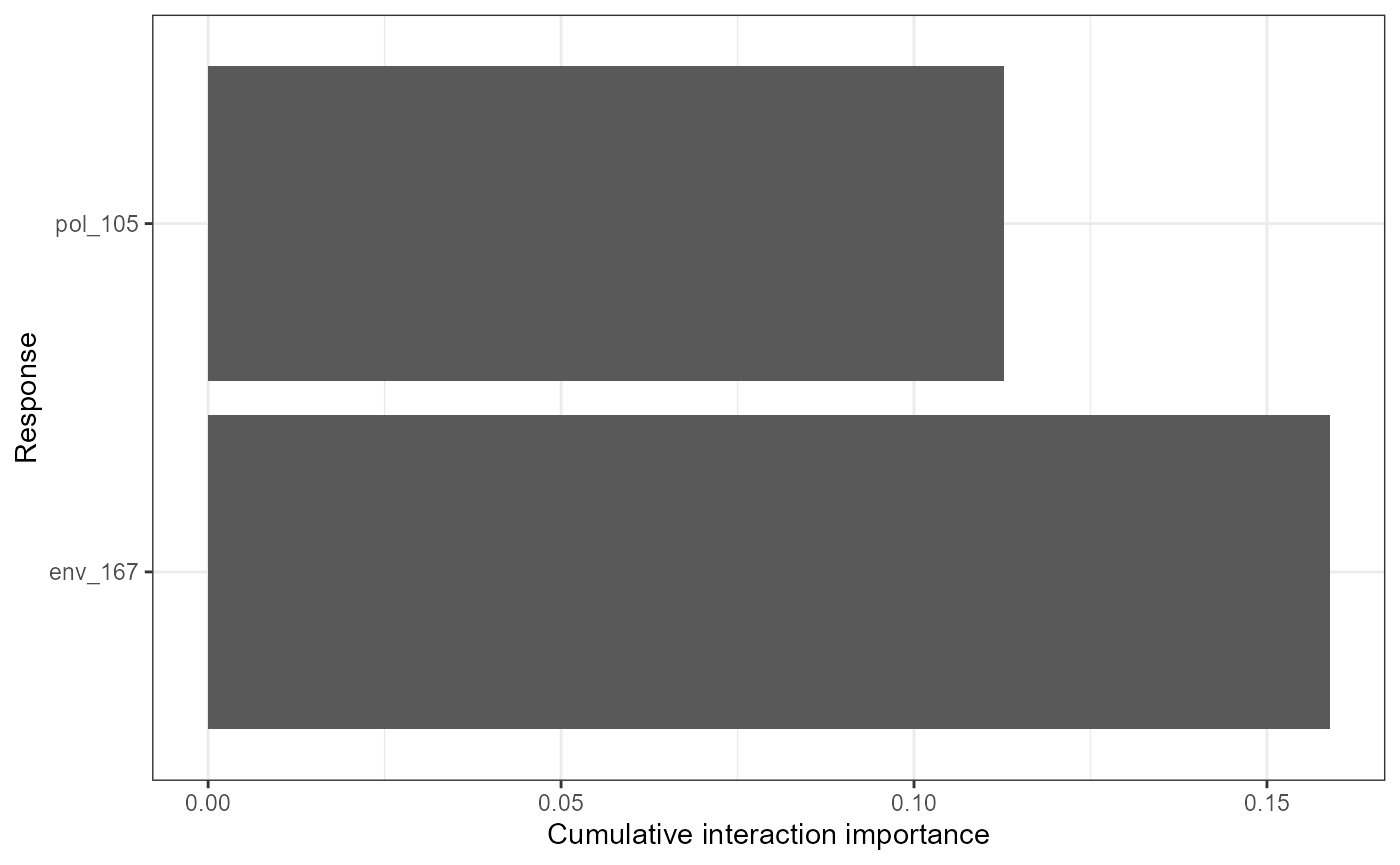 pol_105
env_167
Response
0.00
0.05
0.10
0.15
Cumulative interaction importance